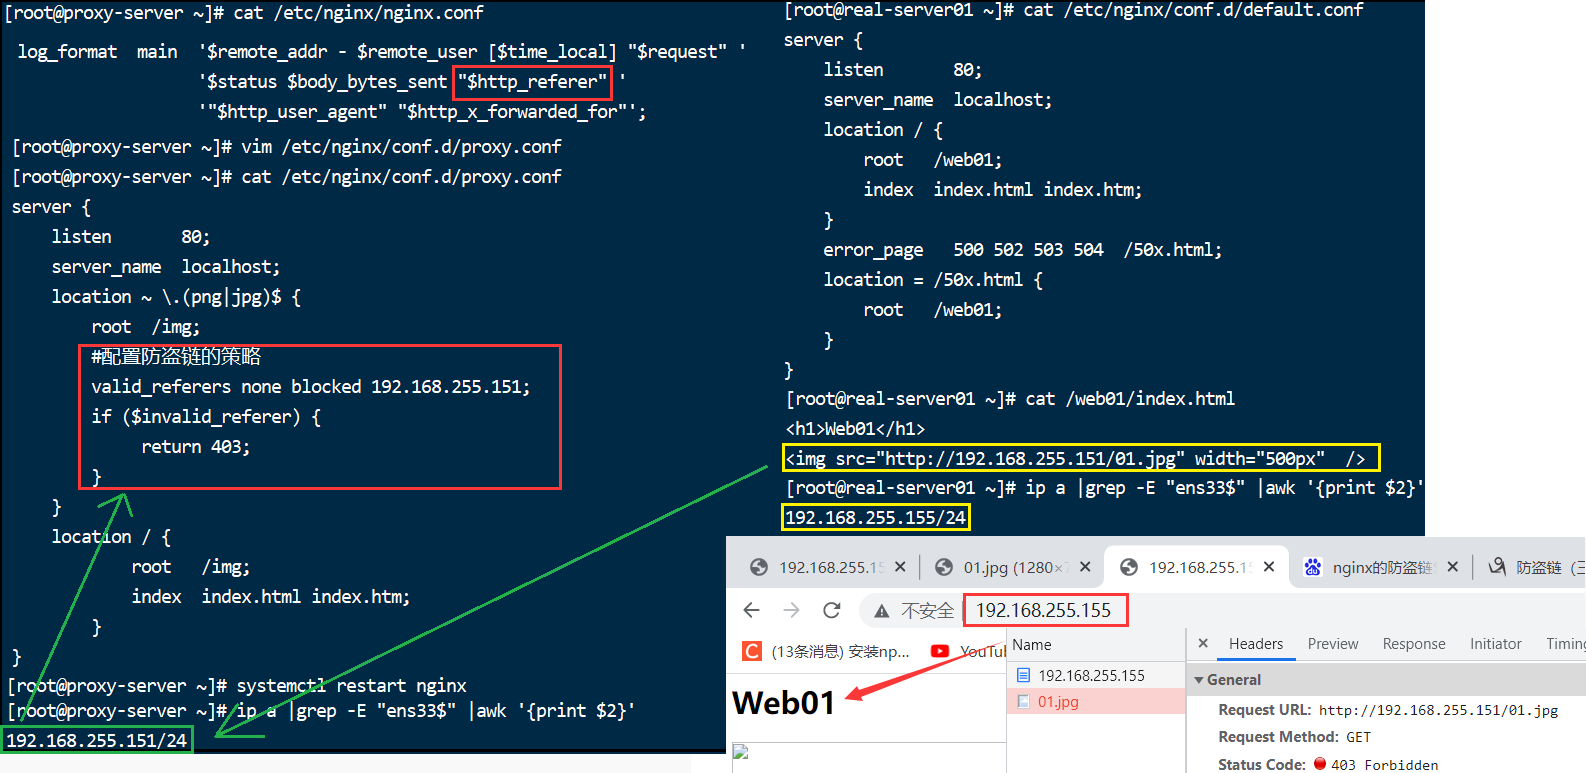 [root@proxy-server ~]# cat /etc/nginx/nginx.conf
log_format  main  '$remote_addr - $remote_user [$time_local] "$request" '
'$status $body_bytes_sent "$http_referer" '
'"$http_user_agent" "$http_x_forwarded_for"';
[root@proxy-server ~]# vim /etc/nginx/conf.d/proxy.conf
[root@proxy-server ~]# cat /etc/nginx/conf.d/proxy.conf
server {
listen       80;
server_name  localhost;
location ~ \.(png|jpg)$ {
root  /img;
#配置防盗链的策略
valid_referers none blocked 192.168.255.151;
if ($invalid_referer) {
return 403;
}
}
location / {
root   /img;
index  index.html index.htm;
}
}
[root@proxy-server ~]# systemctl restart nginx
[root@proxy-server ~]# ip a |grep -E "ens33$" |awk '{print $2}'
192.168.255.151/24
[root@real-server01 ~]# cat /etc/nginx/conf.d/default.conf
server {
listen       80;
server_name  localhost;
location / {
root   /web01;
index  index.html index.htm;
}
error_page   500 502 503 504  /50x.html;
location = /50x.html {
root   /web01;
}
}
[root@real-server01 ~]# cat /web01/index.html
<h1>Web01</h1>
<img src="http://192.168.255.151/01.jpg" width="500px"  />
[root@real-server01 ~]# ip a |grep -E "ens33$" |awk '{print $2}'
192.168.255.155/24
192.168.255.15
01.jpg (1280×7
192.168.255.15
nginx的防盗链
防盗链 (三
不安全
192.168.255.155
(13条消息) 安装np...
YouTu
Web01
Name
192.168.255.155
01.jpg
Headers Preview Response Initiator Timing
General
Request URL: http://192.168.255.151/01.jpg
Request Method: GET
Status Code: 403 Forbidden